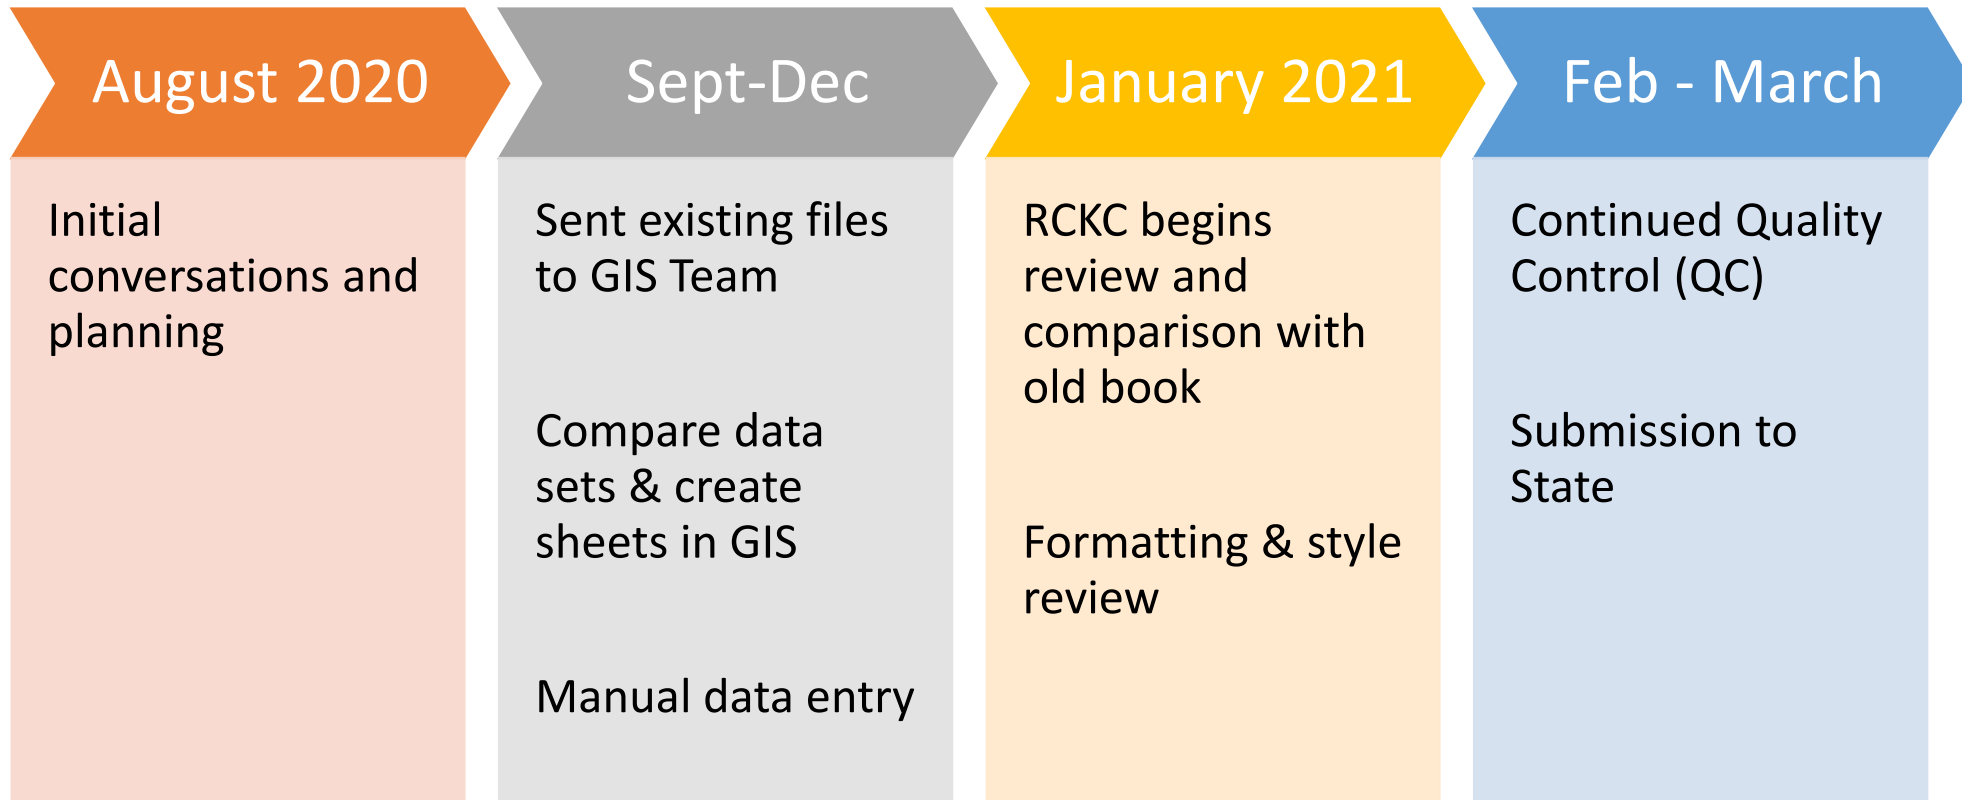 August 2020
Initial
conversations and
planning
Sept-Dec
Sent existing files
to GIS Team
Compare data
sets & create
sheets in GIS
Manual data entry
January 2021
RCKC begins
review and
comparison with
old book
Formatting & style
review
Feb - March
Continued Quality
Control (QC)
Submission to
State